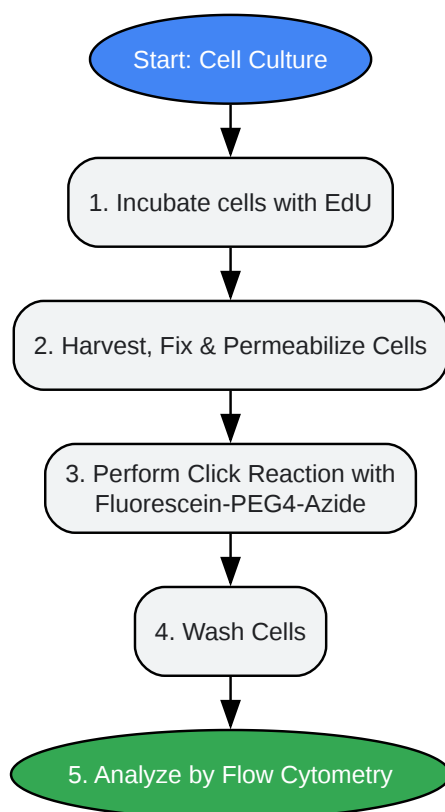 Start: Cell Culture
1. Incubate cells with EdU
2. Harvest, Fix & Permeabilize Cells
3. Perform Click Reaction with
Fluorescein-PEG4-Azide
4. Wash Cells
5. Analyze by Flow Cytometry